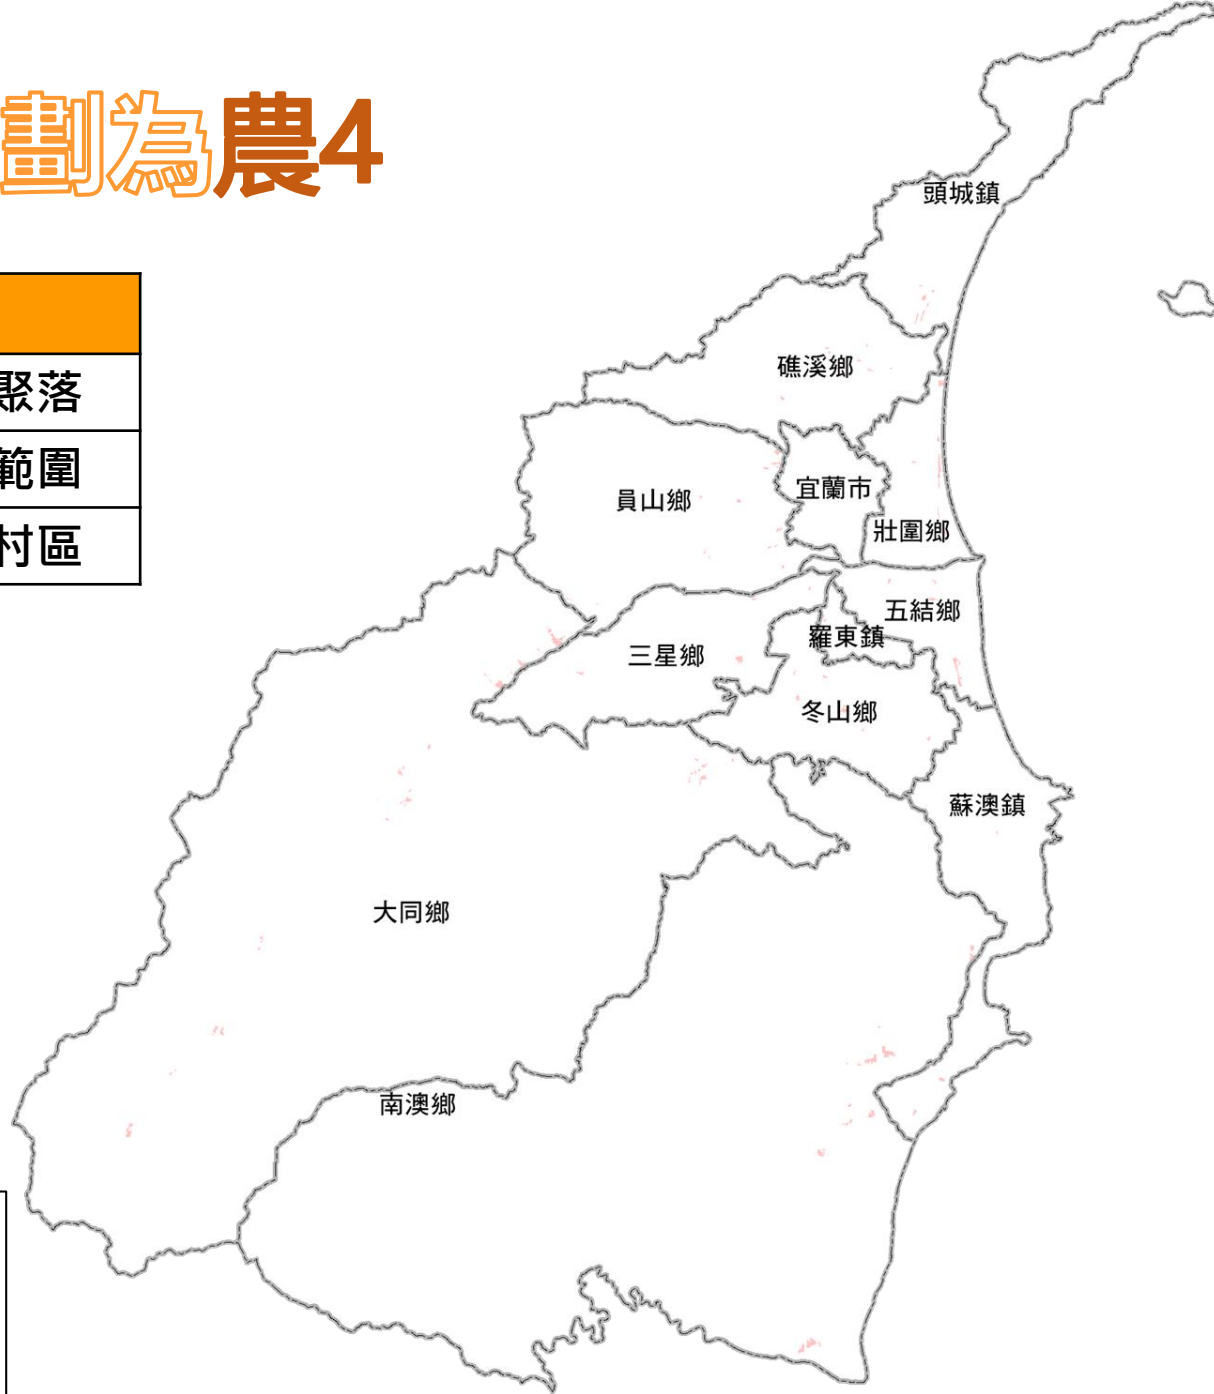 劃為農4
聚落
範圍
村區
頭城鎮
礁溪鄉
宜蘭市
員山鄉
壯圍鄉
五結鄉
羅東鎮
三星鄉
冬山鄉
蘇澳鎮
大同鄉
南澳鄉